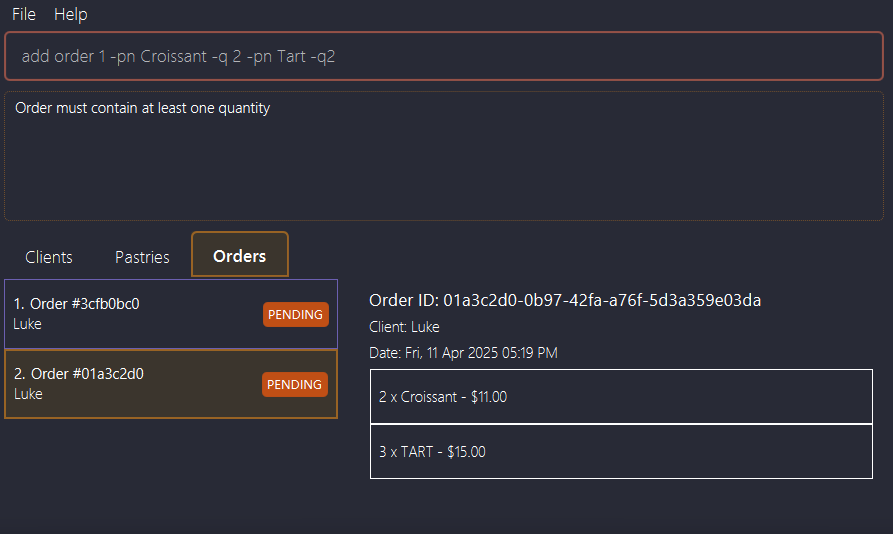 File Help
add order 1 -pn Croissant -q 2 -pn Tart -q2
Order must contain at least one quantity
Clients Pastries Orders
1. Order #3cfb0bc0
Luke
PENDING
2. Order #01a3c2d0
Luke
PENDING
Order ID: 01a3c2d0-0b97-42fa-a76f-5d3a359e03da
Client: Luke
Date: Fri, 11 Apr 2025 05:19 PM
2 x Croissant - $11.00
3 x TART - $15.00